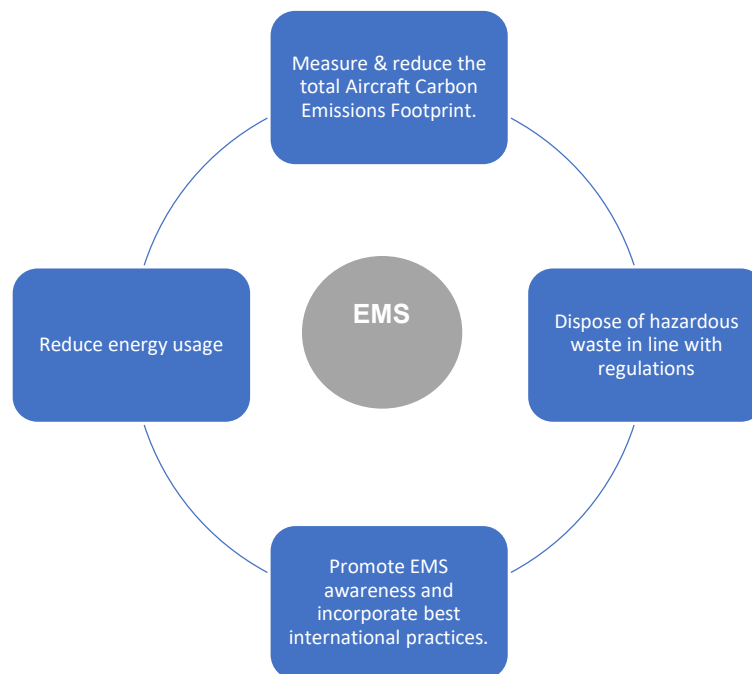 Measure & reduce the
total Aircraft Carbon
Emissions Footprint.
EMS
Reduce energy usage
Dispose of hazardous
waste in line with
regulations
Promote EMS
awareness and
incorporate best
international practices.